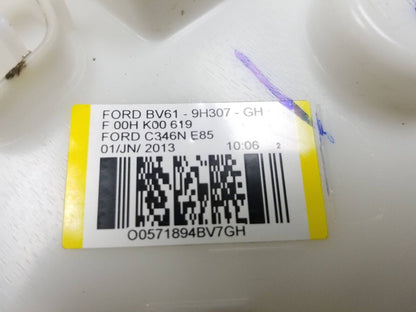 FORD BV61 - 9H307 - GH
F 00H K00 619
FORD C346N E85
01/JN/ 2013 10:06 2
O0571894BV7GH